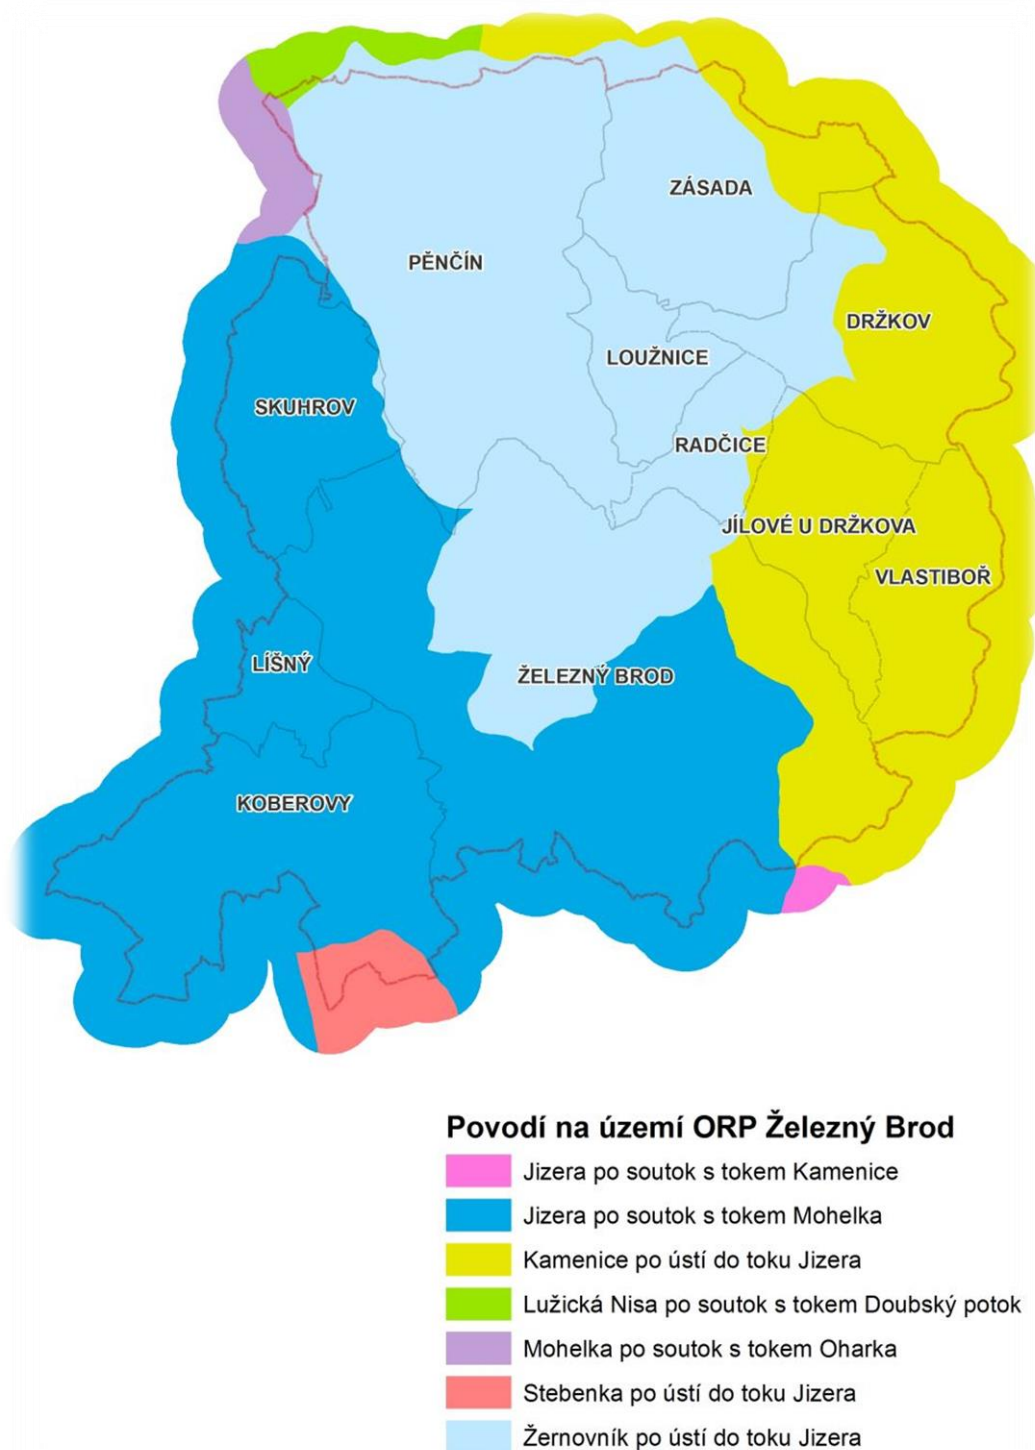 ZÁSADA
PĚNČÍN
DRŽKOV
LOUŽNICE
SKUHROV
RADČICE
JÍLOVÉ U DRŽKOVA
VLASTIBOŘ
LÍŠNÝ
ŽELEZNÝ BROD
KOBEROVY
Povodí na území ORP Železný Brod
Jizera po soutok s tokem Kamenice
Jizera po soutok s tokem Mohelka
Kamenice po ústí do toku Jizera
Lužická Nisa po soutok s tokem Doubský potok
Mohelka po soutok s tokem Oharka
Stebenka po ústí do toku Jizera
Žernovník po ústí do toku Jizera